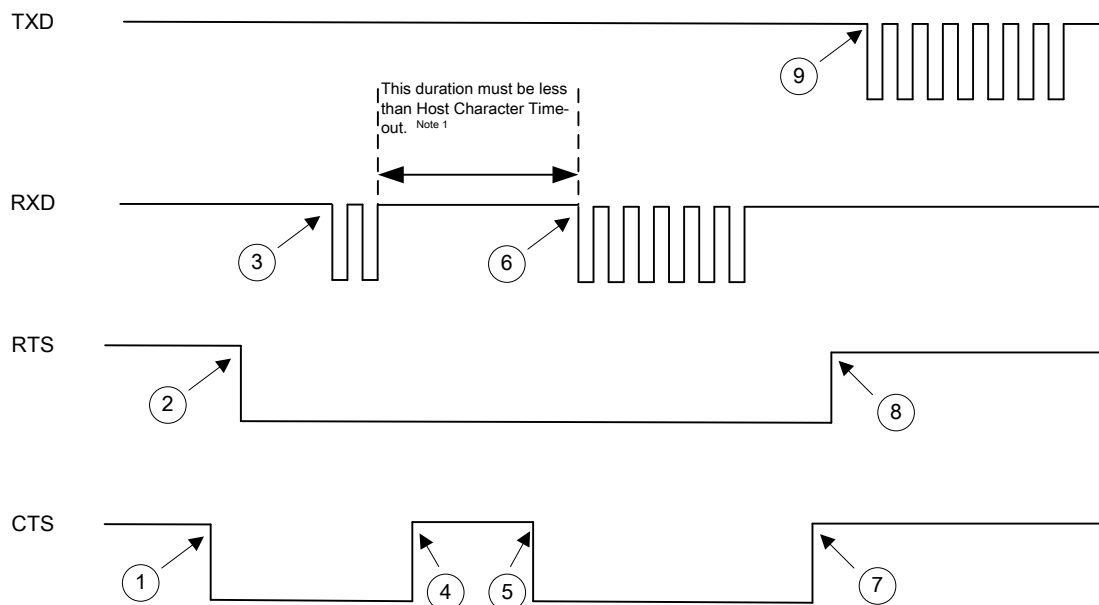 TXD
9
This duration must be less
than Host Character Time-
out. Note 1
RXD
3
6
RTS
2
8
CTS
1
4
5
7